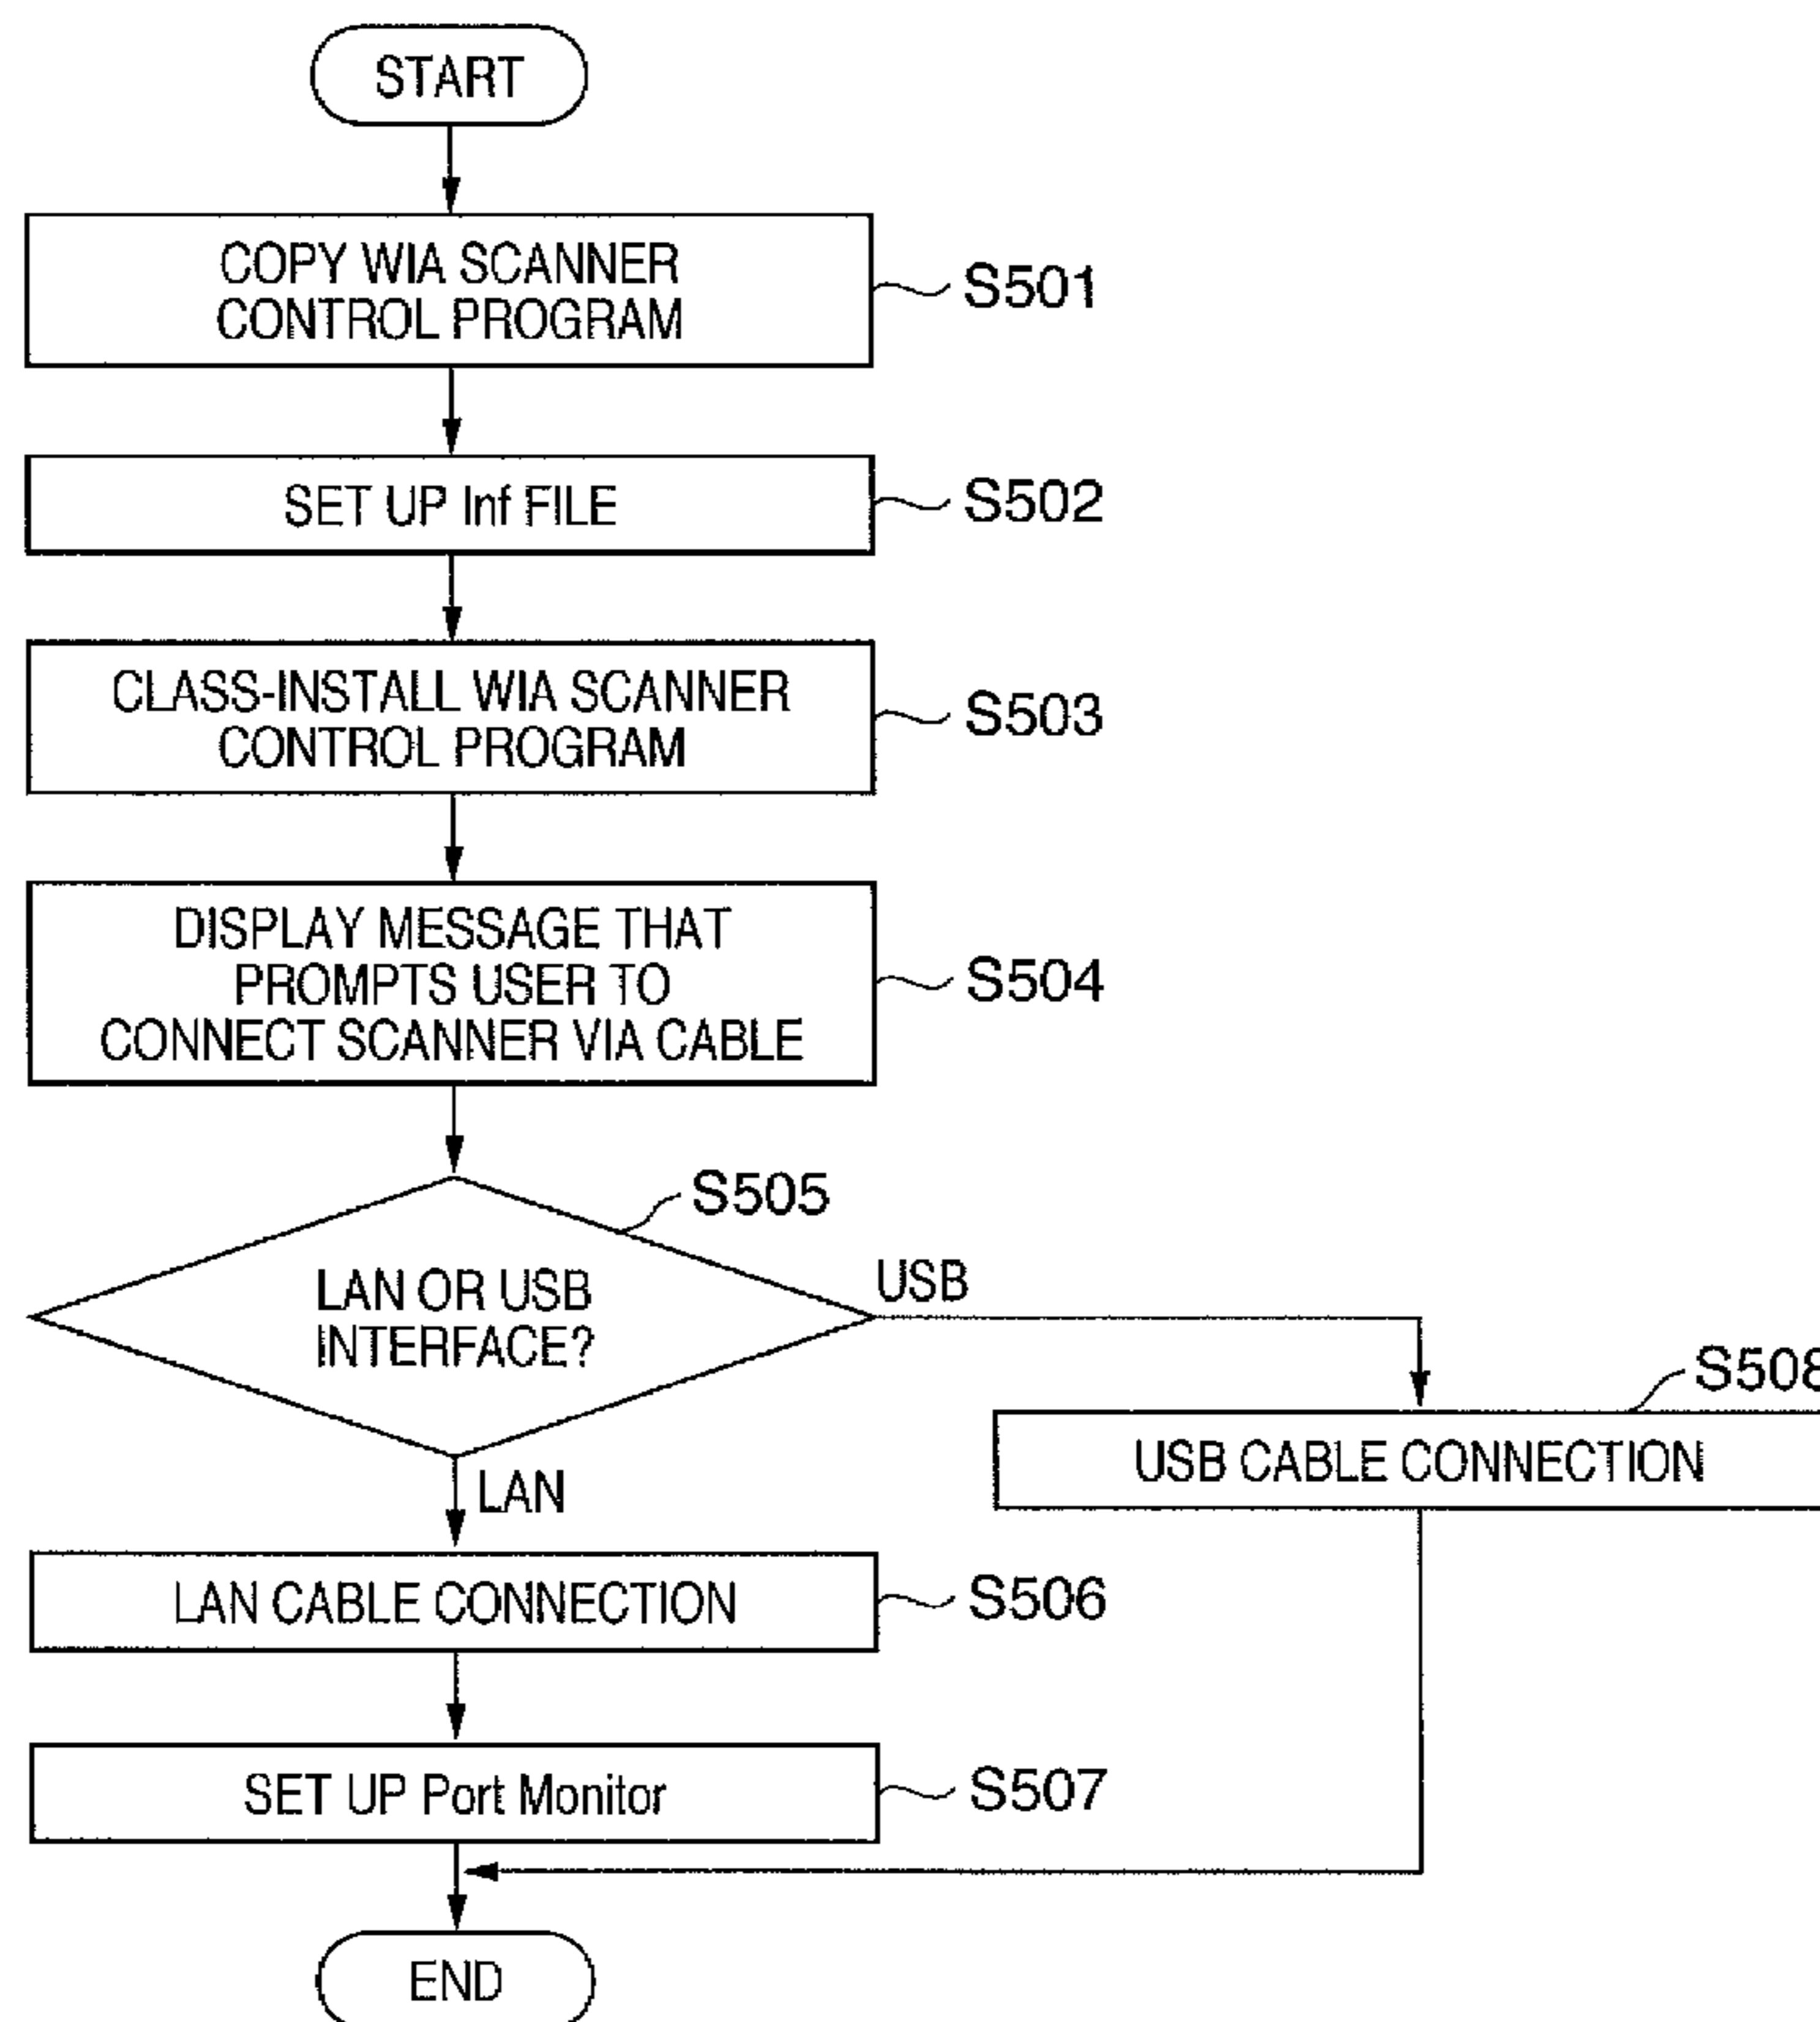 START
COPY WIA SCANNER
CONTROL PROGRAM
S501
SET UP Inf FILE
S502
CLASS-INSTALL WIA SCANNER
CONTROL PROGRAM
S503
DISPLAY MESSAGE THAT
PROMPTS USER TO
CONNECT SCANNER VIA CABLE
S504
S505
LAN OR USB
INTERFACE?
USB
S508
USB CABLE CONNECTION
LAN
LAN CABLE CONNECTION
S506
SET UP Port Monitor
S507
END